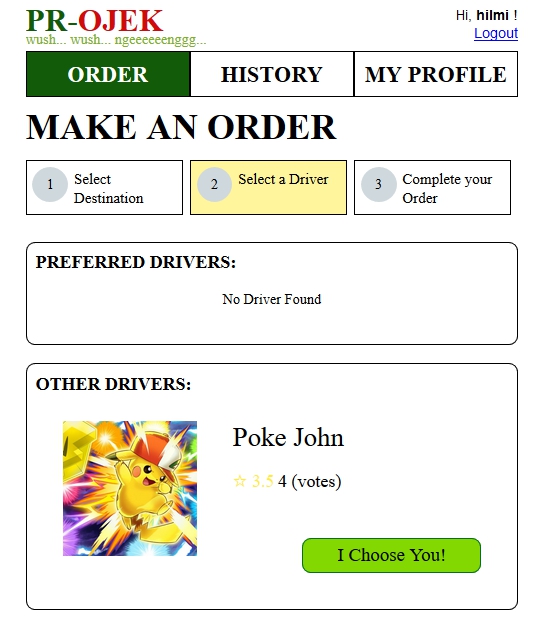 PR-OJEK
wush... wush... ngeeeeeenggg...
Hi, hilmi !
Logout
ORDER
HISTORY
MY PROFILE
MAKE AN ORDER
1
Select
Destination
2
Select a Driver
3
Complete your
Order
PREFERRED DRIVERS:
No Driver Found
OTHER DRIVERS:
Poke John
☆ 3.5 4 (votes)
I Choose You!